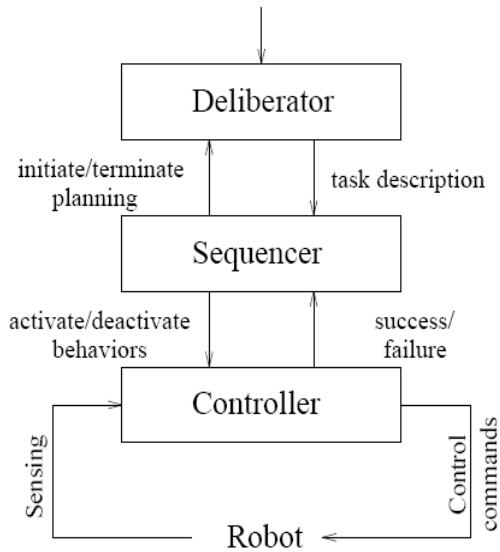 Deliberator
initiate/terminate
planning
task description
Sequencer
activate/deactivate
behaviors
success/
failure
Controller
Sensing
Control
commands
Robot